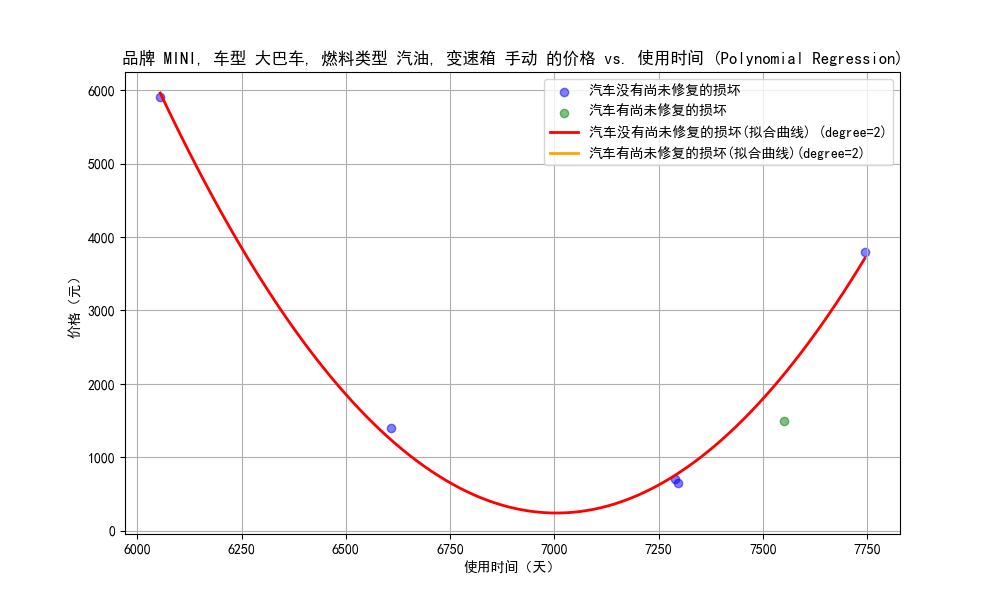 品牌 MINI, 车型 大巴车, 燃料类型 汽油, 变速箱 手动 的价格 vs. 使用时间 (Polynomial Regression)
汽车没有尚未修复的损坏
汽车有尚未修复的损坏
汽车没有尚未修复的损坏(拟合曲线) (degree=2)
汽车有尚未修复的损坏(拟合曲线)(degree=2)
价格（元）
6000
5000
4000
3000
2000
1000
0
6000 6250 6500 6750 7000 7250 7500 7750
使用时间（天）